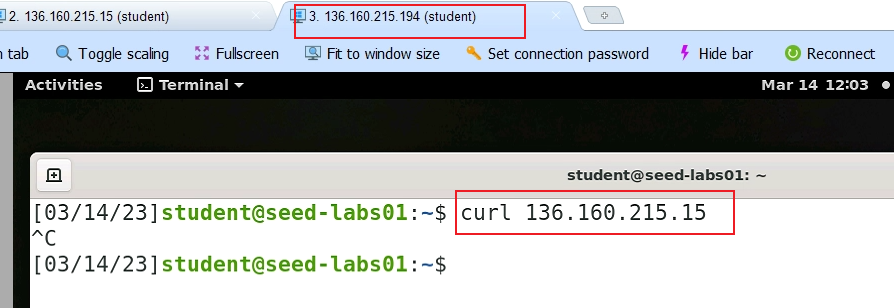 2. 136.160.215.15 (student)
3. 136.160.215.194 (student)
n tab Toggle scaling Fullscreen Fit to window size Set connection password Hide bar Reconnect
Activities Terminal Mar 14 12:03
student@seed-labs01: ~
[03/14/23]student@seed-labs01:~$ curl 136.160.215.15
^C
[03/14/23]student@seed-labs01:~$